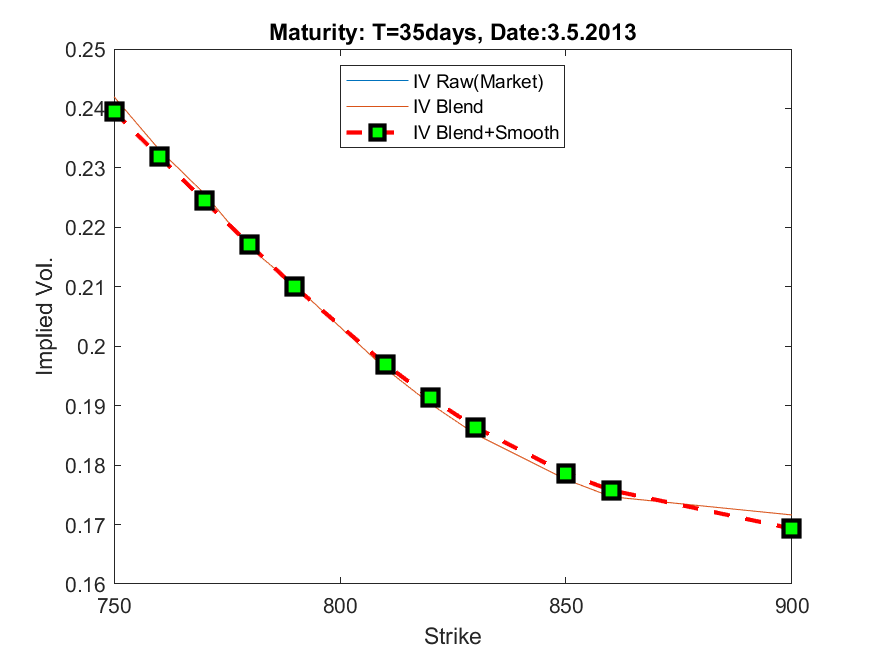 Maturity: T=35days, Date:3.5.2013
0.25
0.24
0.23
0.22
0.21
0.2
0.19
0.18
0.17
0.16
Implied Vol.
IV Raw(Market)
IV Blend
IV Blend+Smooth
750
800
850
900
Strike